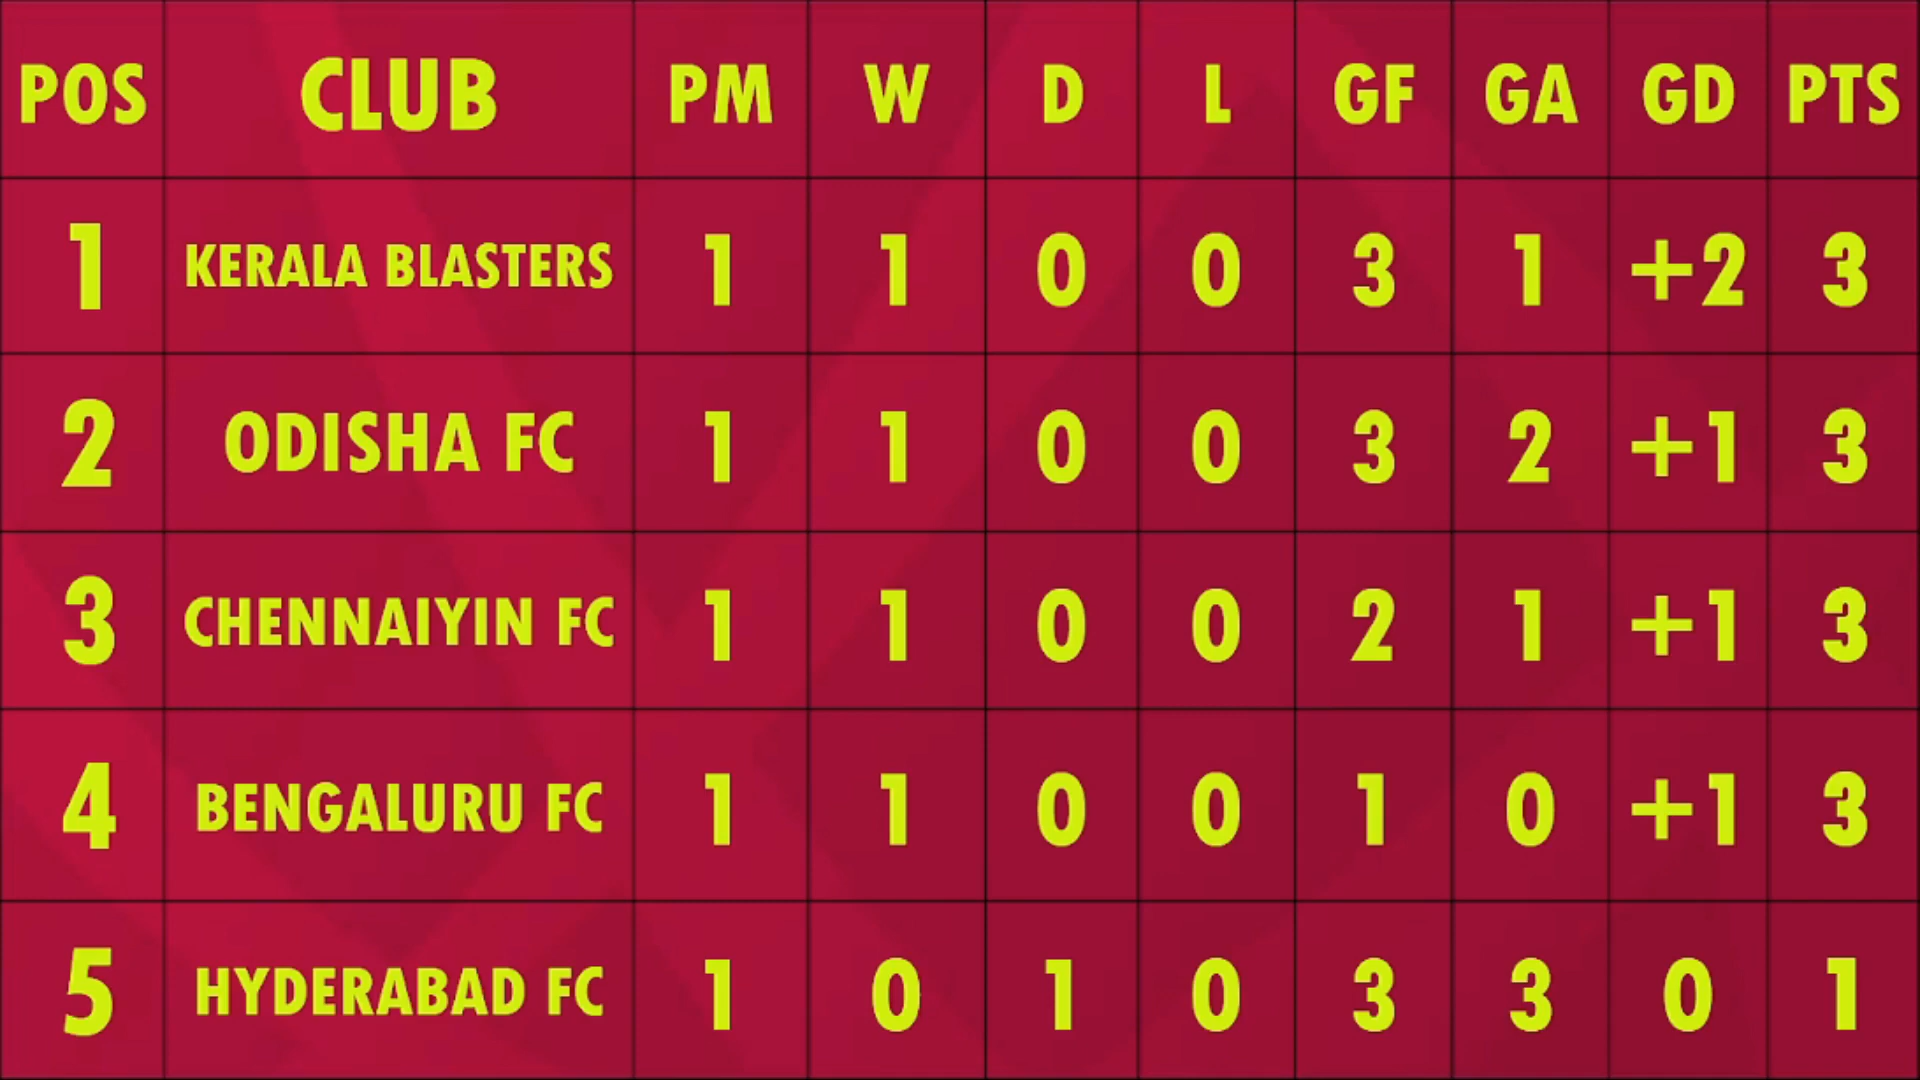 POS CLUB PM W D L GF GA GD PTS
1 KERALA BLASTERS 1 1 0 0 3 1 +2 3
2 ODISHA FC 1 1 0 0 3 2 +1 3
3 CHENNAIYIN FC 1 1 0 0 2 1 +1 3
4 BENGALURU FC 1 1 0 0 1 0 +1 3
5 HYDERABAD FC 1 0 1 0 3 3 0 1